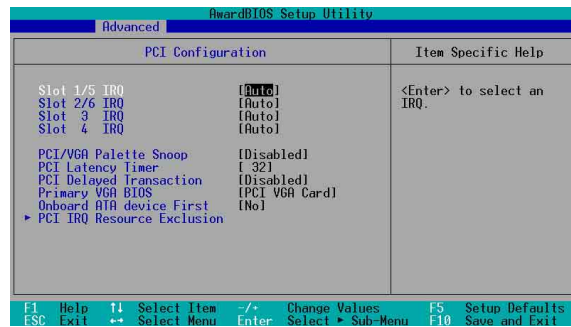 AwardBIOS Setup Utility
Advanced
PCI Configuration
Item Specific Help
Slot 1/5 IRQ [Auto]
<Enter> to select an
Slot 2/6 IRQ [Auto]
IRQ.
Slot 3 IRQ [Auto]
Slot 4 IRQ [Auto]
PCI/VGA Palette Snoop [Disabled]
PCI Latency Timer [ 32]
PCI Delayed Transaction [Disabled]
Primary VGA BIOS [PCI VGA Card]
Onboard ATA device First [No]
► PCI IRQ Resource Exclusion
F1 Help ↑↓ Select Item -/+ Change Values F5 Setup Defaults
ESC Exit ↔ Select Menu Enter Select ► Sub-Menu F10 Save and Exit